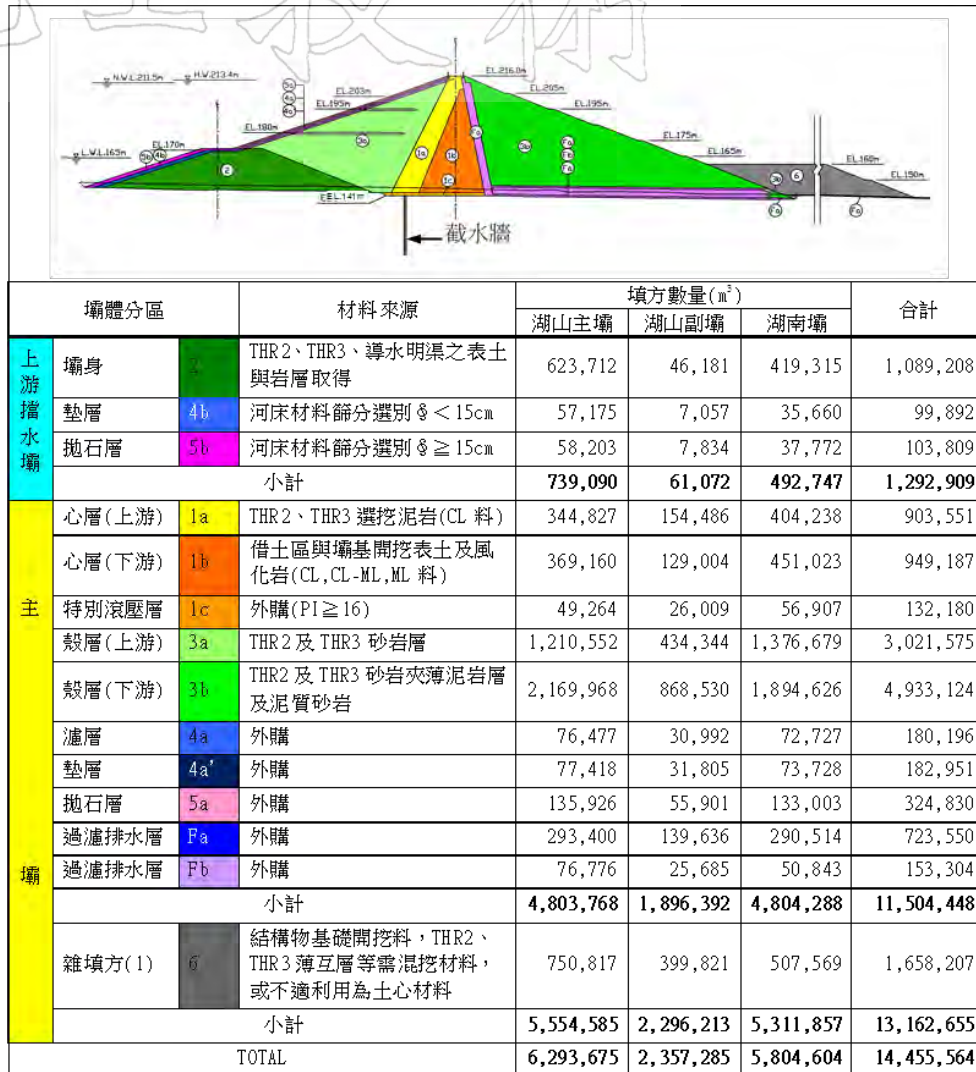 N.W.L.211.5m H.W.213.4m
EL.216.0m
EL.203m
EL.205m
EL.195m
EL.195m
EL.180m
EL.175m
EL.170m
EL.165m
L.W.L.165m
EL.160m
EL.150m
EL.141m
5a
4a
5b 4b
2
3a
1a
1b
1c
Fa
3b
Fa
Fb
Fa
3b 6
Fa
Fa
截水牆
壩體分區 材料來源 填方數量(m³) 合計
湖山主壩 湖山副壩 湖南壩
上游擋水壩
壩身 2 THR2、THR3、導水明渠之表土
與岩層取得 623,712 46,181 419,315 1,089,208
墊層 4b 河床材料篩分選別 φ＜15cm 57,175 7,057 35,660 99,892
拋石層 5b 河床材料篩分選別 φ≧15cm 58,203 7,834 37,772 103,809
小計 739,090 61,072 492,747 1,292,909
主壩
心層(上游) 1a THR2、THR3 選挖泥岩(CL 料) 344,827 154,486 404,238 903,551
心層(下游) 1b 借土區與壩基開挖表土及風
化岩(CL,CL-ML,ML 料) 369,160 129,004 451,023 949,187
特別滾壓層 1c 外購(PI≧16) 49,264 26,009 56,907 132,180
殼層(上游) 3a THR2 及 THR3 砂岩層 1,210,552 434,344 1,376,679 3,021,575
殼層(下游) 3b THR2 及 THR3 砂岩夾薄泥岩層
及泥質砂岩 2,169,968 868,530 1,894,626 4,933,124
濾層 4a 外購 76,477 30,992 72,727 180,196
墊層 4a' 外購 77,418 31,805 73,728 182,951
拋石層 5a 外購 135,926 55,901 133,003 324,830
過濾排水層 Fa 外購 293,400 139,636 290,514 723,550
過濾排水層 Fb 外購 76,776 25,685 50,843 153,304
小計 4,803,768 1,896,392 4,804,288 11,504,448
雜填方(1) 6 結構物基礎開挖料，THR2、
THR3 薄互層等需混挖材料，
或不適利用為土心材料 750,817 399,821 507,569 1,658,207
小計 5,554,585 2,296,213 5,311,857 13,162,655
TOTAL 6,293,675 2,357,285 5,804,604 14,455,564